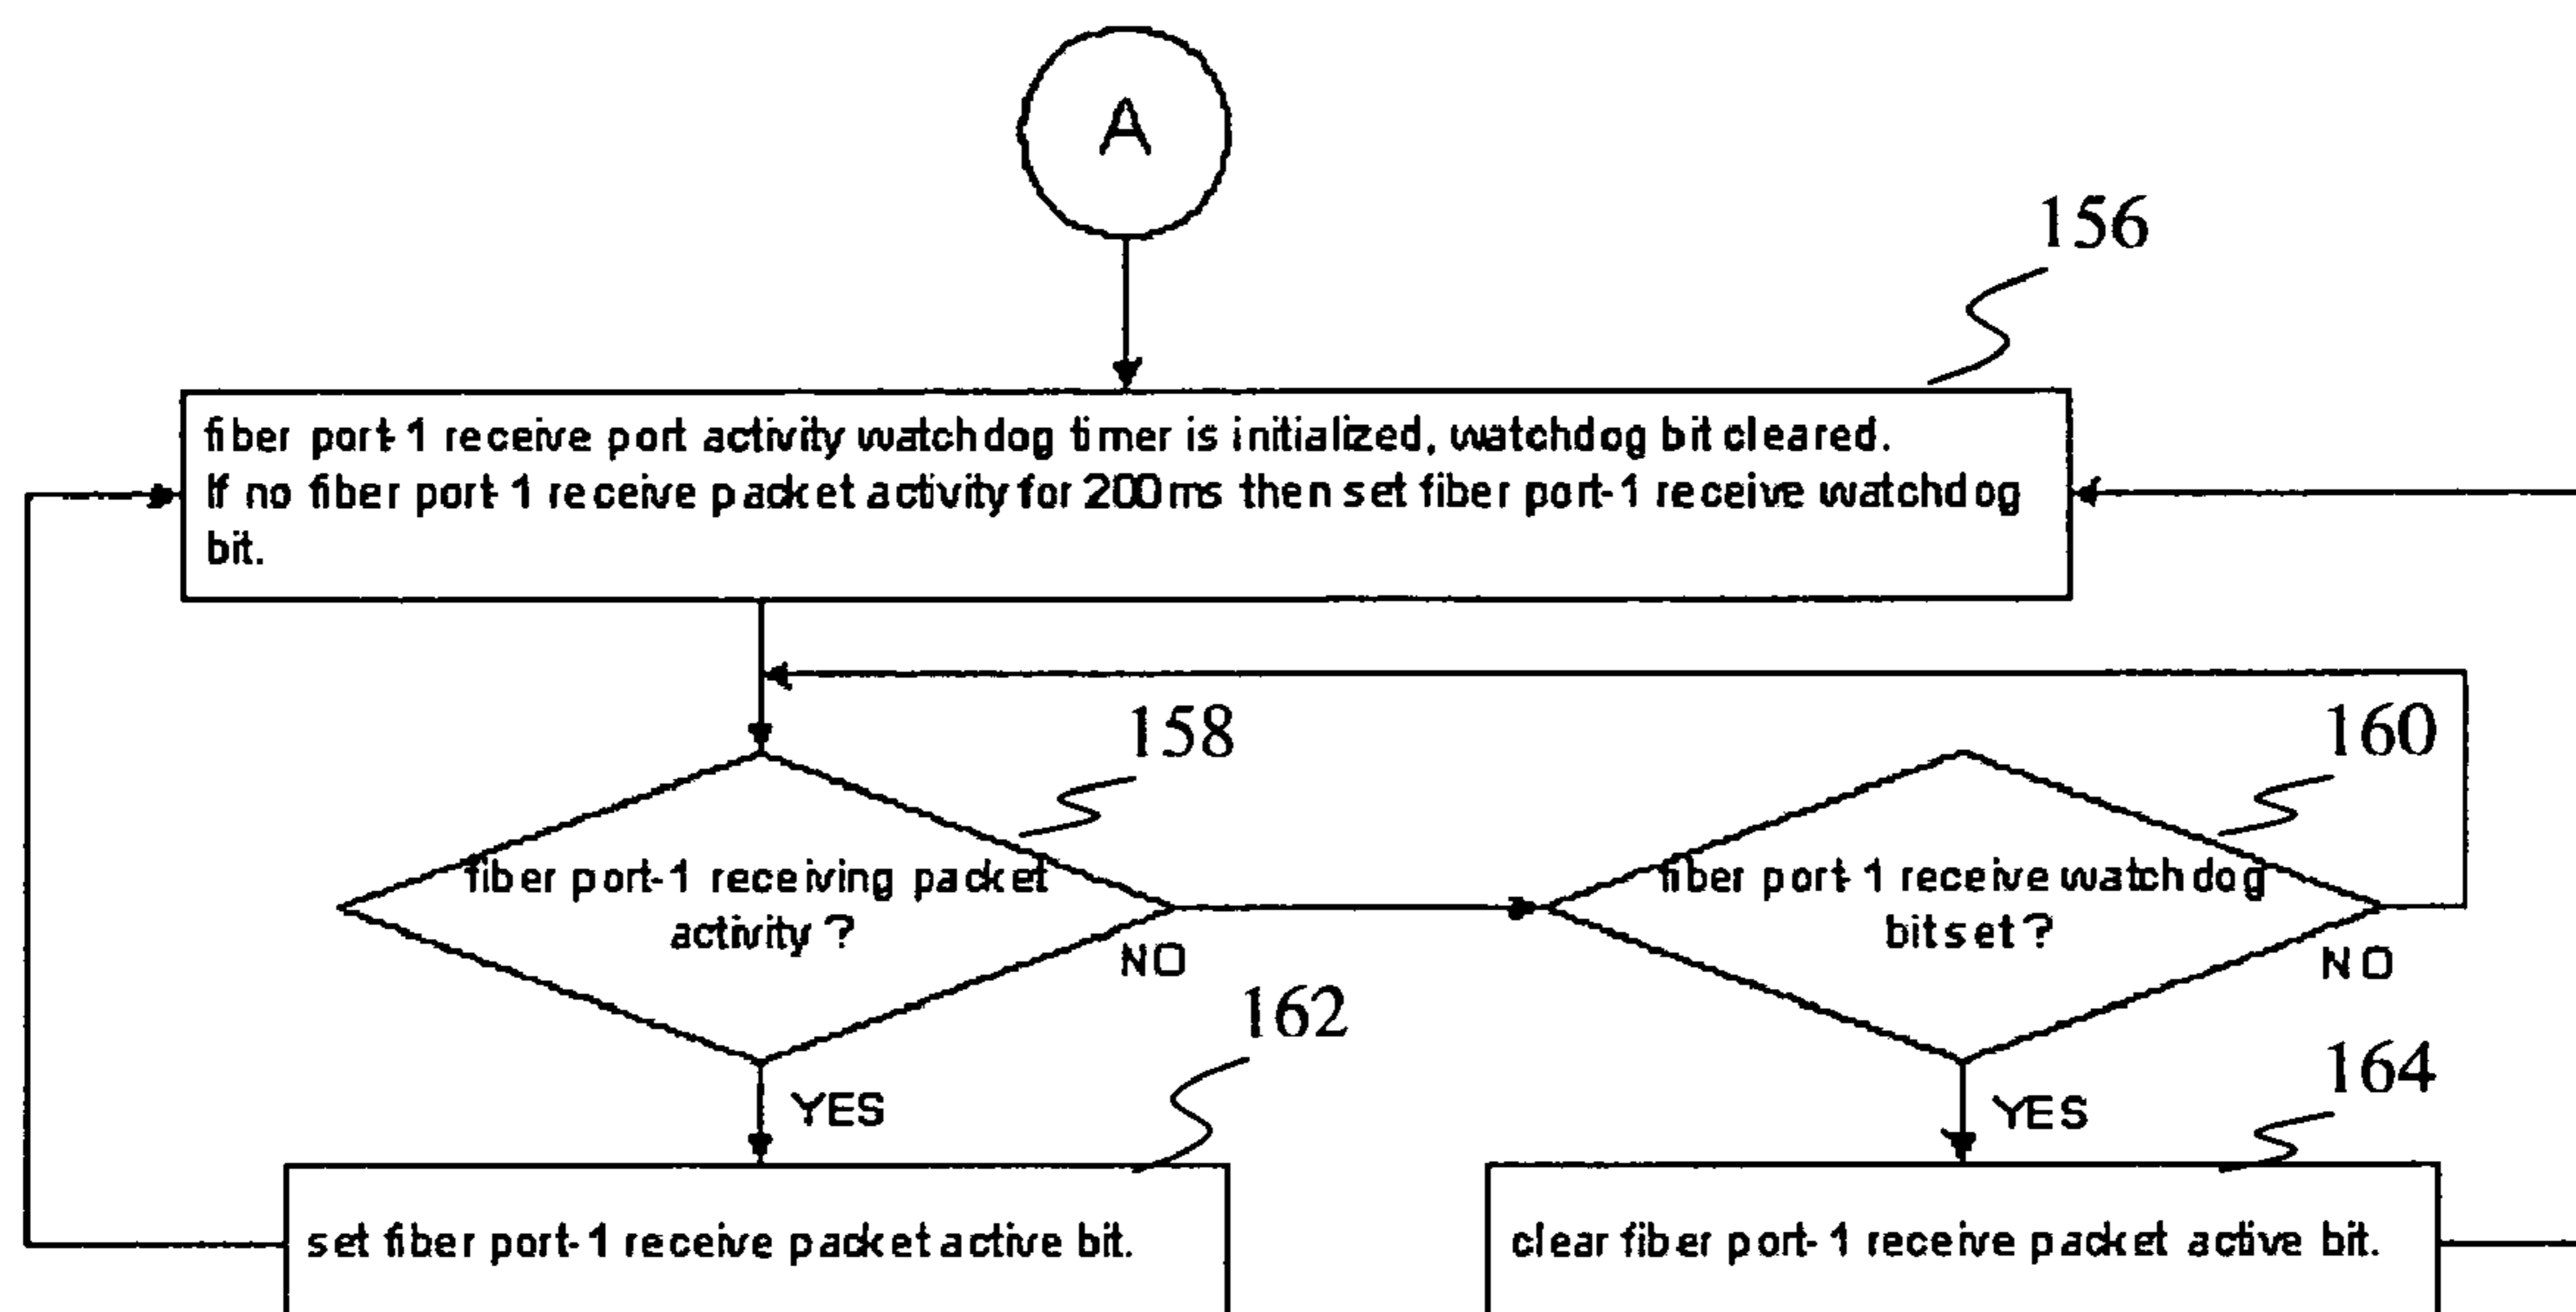 A
156
fiber port-1 receive port activity watchdog timer is initialized, watchdog bit cleared.
If no fiber port-1 receive packet activity for 200ms then set fiber port-1 receive watchdog
bit.
158
160
fiber port-1 receiving packet
activity ?
NO
fiber port-1 receive watchdog
bit set ?
NO
162
164
YES
YES
set fiber port-1 receive packet active bit.
clear fiber port-1 receive packet active bit.